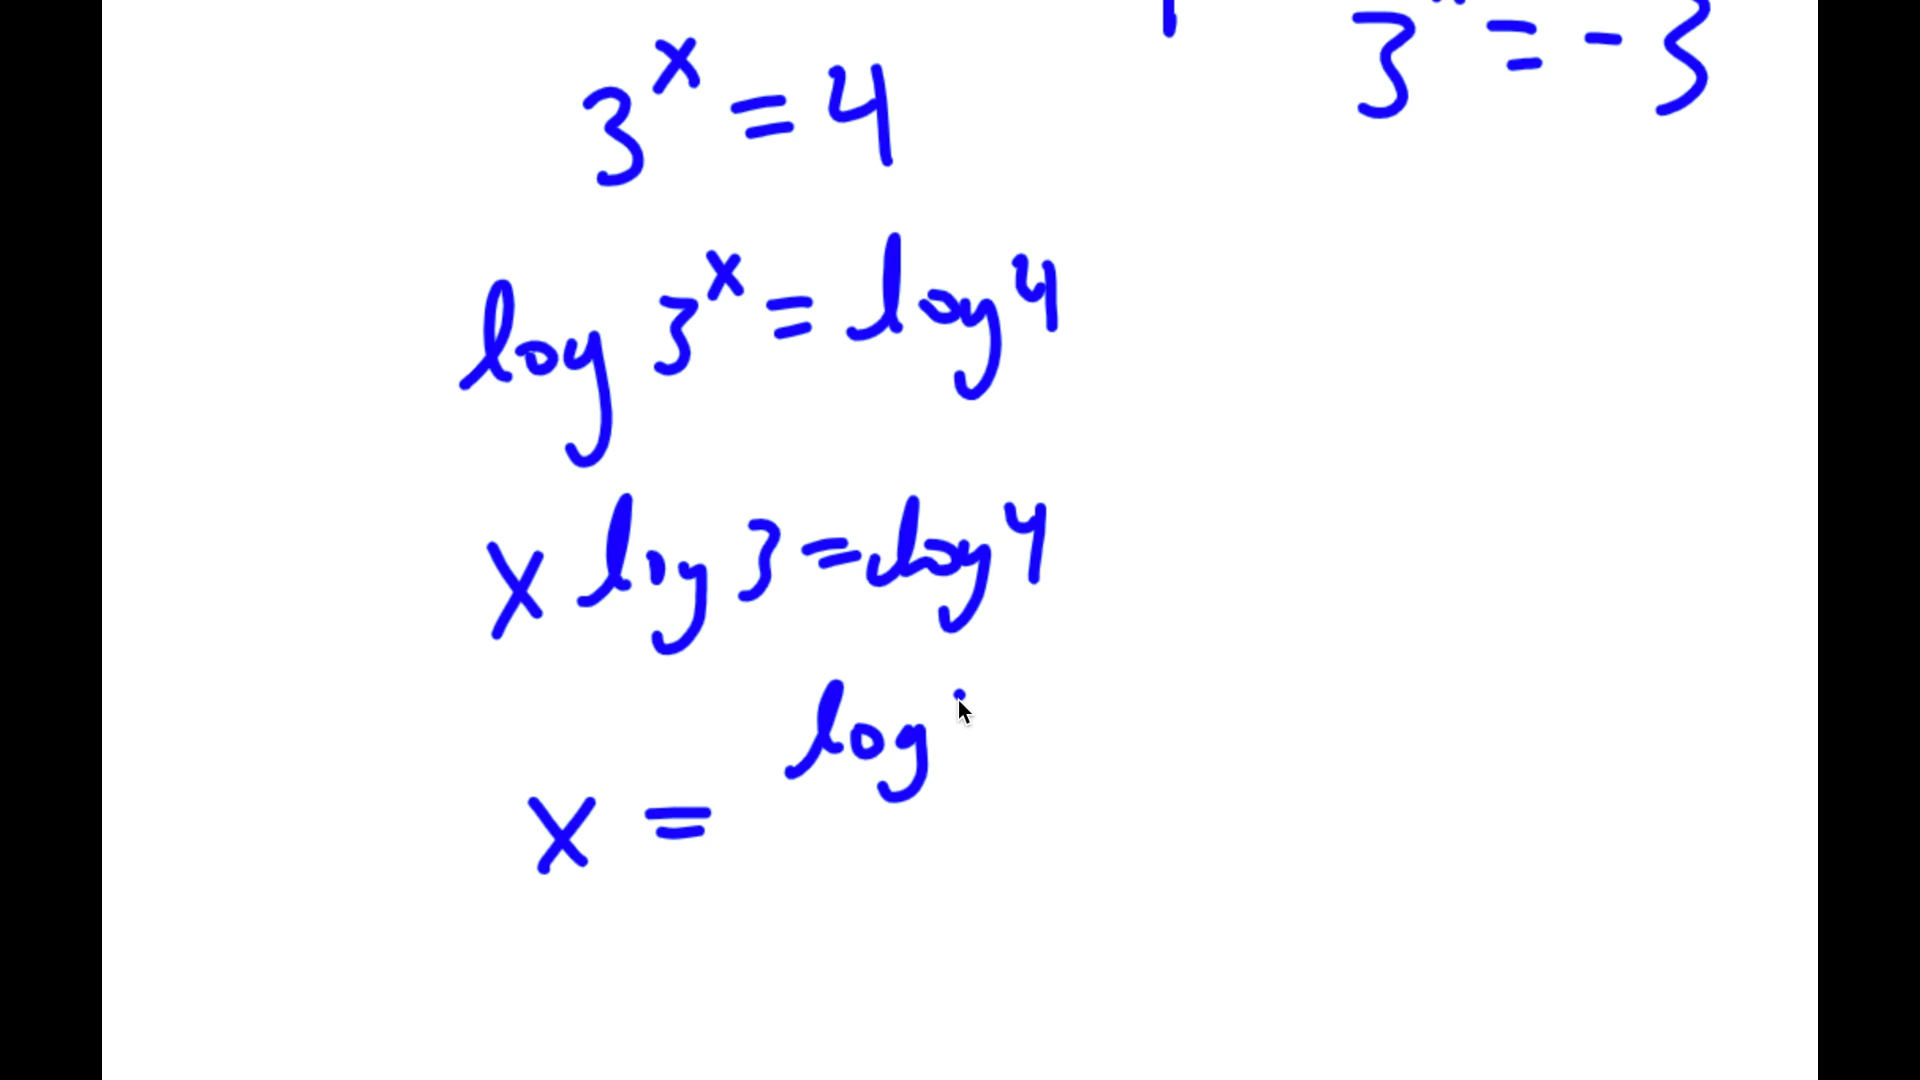 3^x = 4
3^x = -3
log 3^x = log 4
x log 3 = log 4
x = log